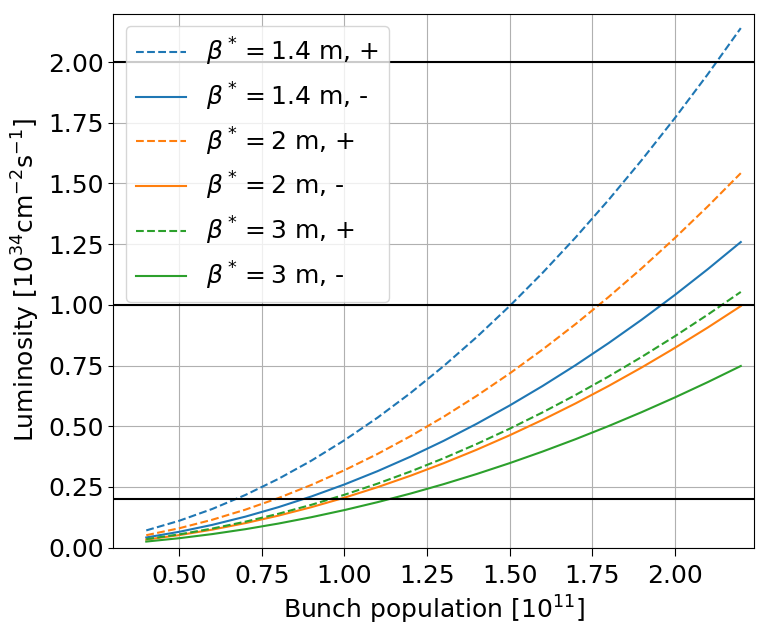 β* = 1.4 m, +
β* = 1.4 m, -
β* = 2 m, +
β* = 2 m, -
β* = 3 m, +
β* = 3 m, -
2.00
1.75
1.50
1.25
1.00
0.75
0.50
0.25
0.00
Luminosity [10³⁴cm⁻²s⁻¹]
0.50 0.75 1.00 1.25 1.50 1.75 2.00
Bunch population [10¹¹]